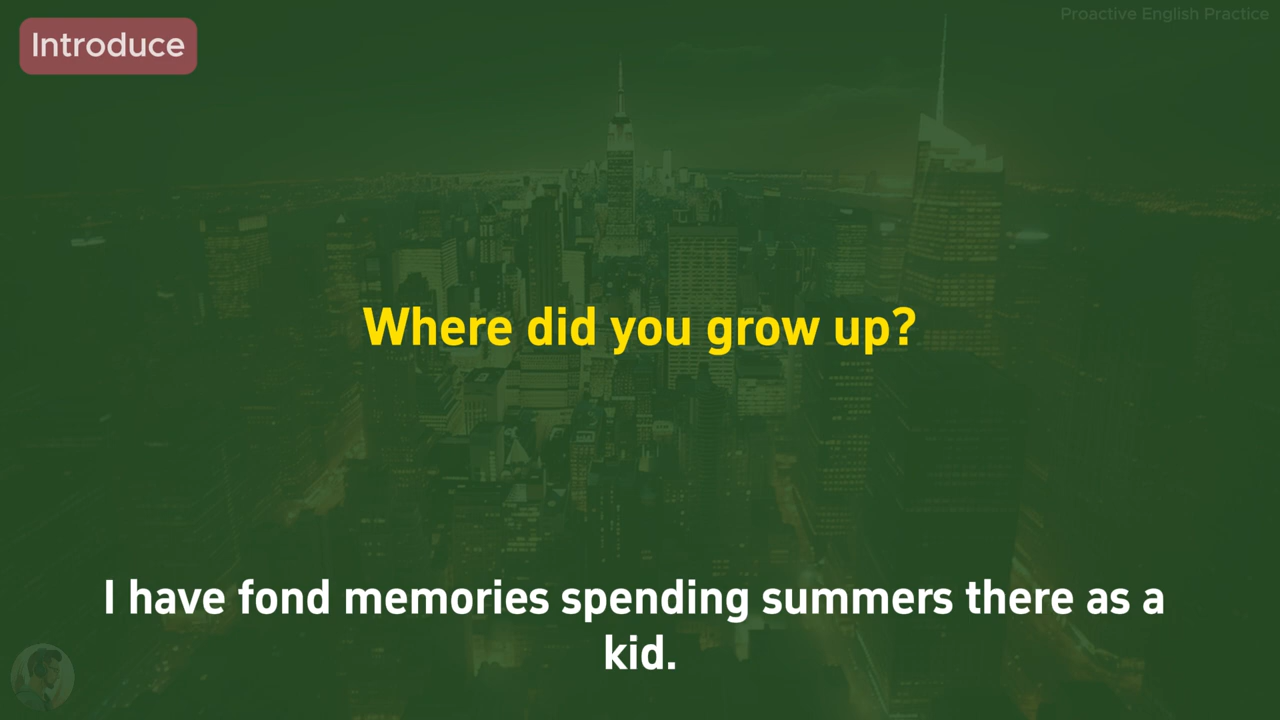 Introduce
Proactive English Practice
Where did you grow up?
I have fond memories spending summers there as a
kid.